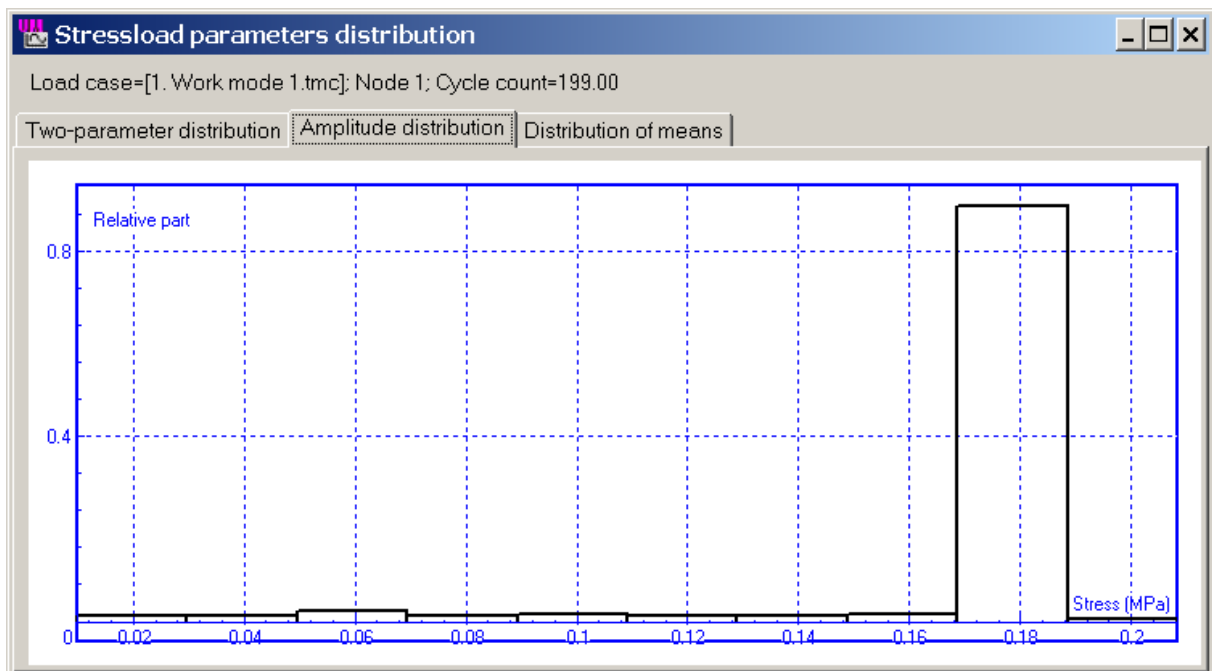 Stressload parameters distribution
Load case=[1. Work mode 1.tmc]; Node 1; Cycle count=199.00
Two-parameter distribution Amplitude distribution Distribution of means
Relative part
0.8
0.4
Stress (MPa)
0 0.02 0.04 0.06 0.08 0.1 0.12 0.14 0.16 0.18 0.2